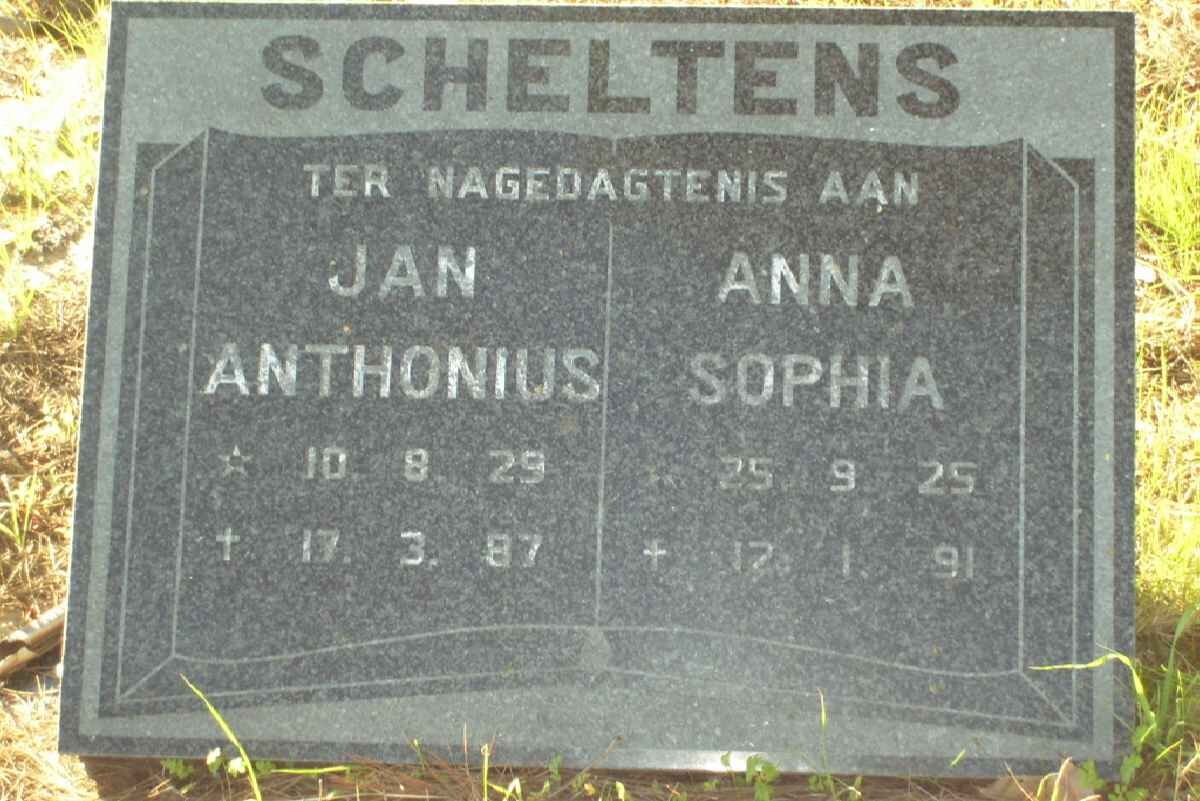 SCHELTENS
TER NAGEDAGTENIS AAN
JAN
ANTHONIUS
☆ 10. 8. 29
† 17. 3. 87
ANNA
SOPHIA
☆ 25. 9. 25
† 17. 1. 91